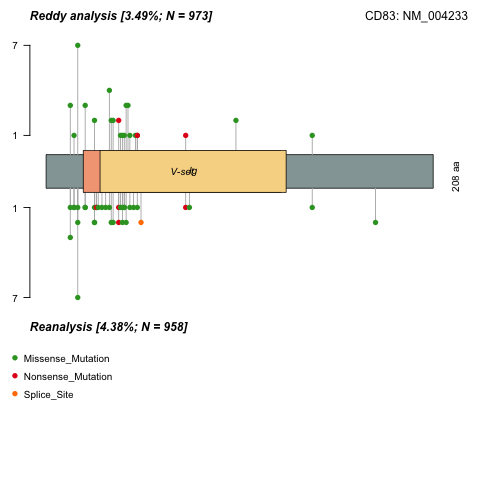 Reddy analysis [3.49%; N = 973]
CD83: NM_004233
7
1
V-set
Ig
208 aa
1
7
Reanalysis [4.38%; N = 958]
Missense_Mutation
Nonsense_Mutation
Splice_Site